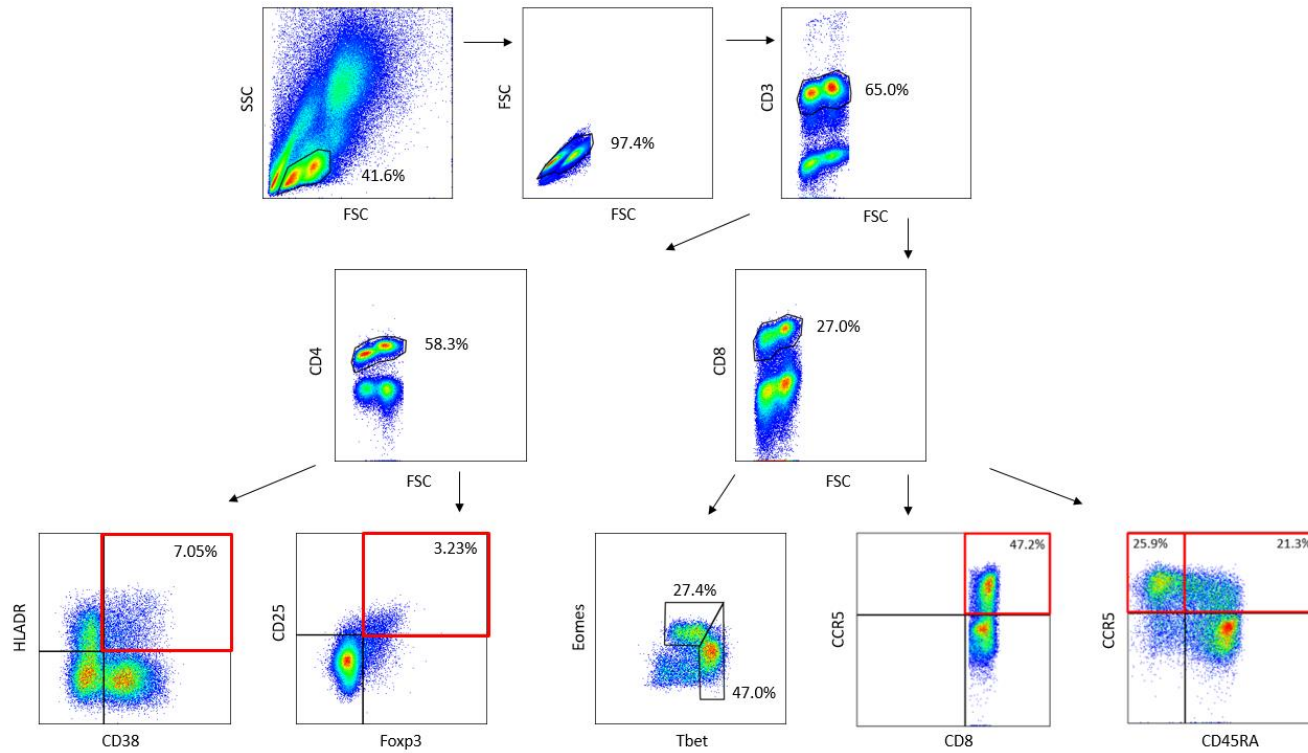 SSC
41.6%
FSC
FSC
97.4%
FSC
CD3
65.0%
FSC
CD4
58.3%
FSC
CD8
27.0%
FSC
HLADR
7.05%
CD38
CD25
3.23%
Foxp3
Eomes
27.4%
47.0%
Tbet
CCR5
47.2%
CD8
CCR5
25.9%
21.3%
CD45RA